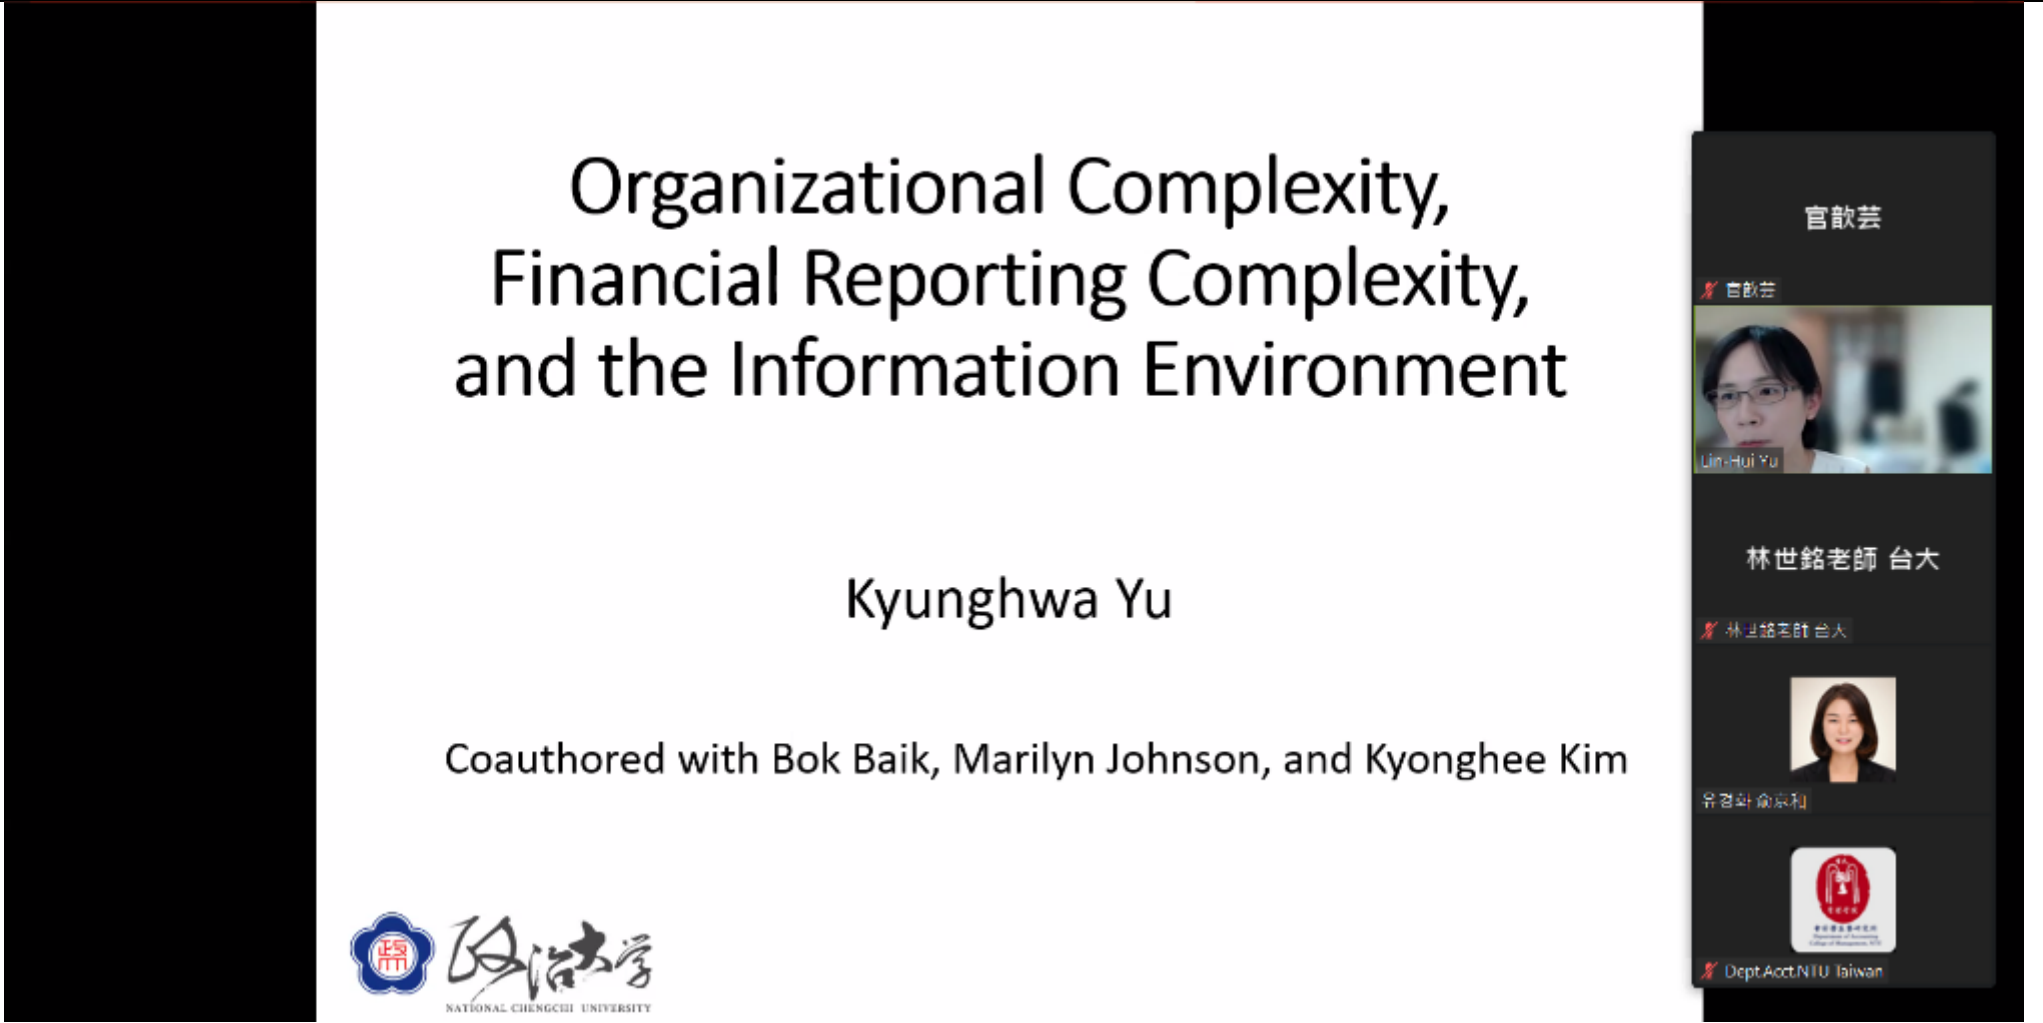 Organizational Complexity,
Financial Reporting Complexity,
and the Information Environment
Kyunghwa Yu
Coauthored with Bok Baik, Marilyn Johnson, and Kyonghee Kim
政治大学
NATIONAL CHENGCHI UNIVERSITY
官歆芸
官歆芸
Lin-Hui Yu
林世銘老師 台大
林世銘老師 台大
유경화 兪京和
Dept.Acct.NTU Taiwan